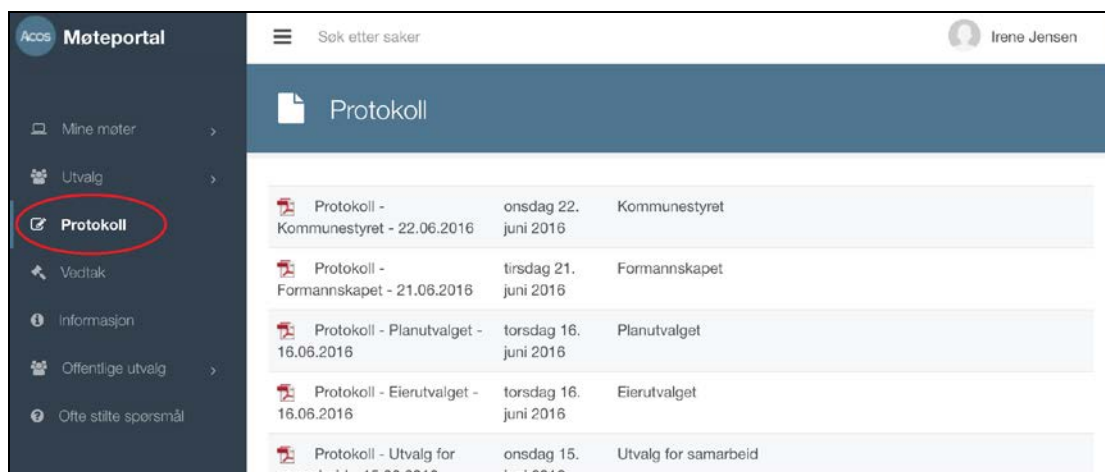 Acos Møteportal
Mine møter
Utvalg
Protokoll
Vedtak
Informasjon
Offentlige utvalg
Ofte stilte spørsmål
Søk etter saker
Irene Jensen
Protokoll
Protokoll -
Kommunestyret - 22.06.2016
onsdag 22.
juni 2016
Kommunestyret
Protokoll -
Formannskapet - 21.06.2016
tirsdag 21.
juni 2016
Formannskapet
Protokoll - Planutvalget -
16.06.2016
torsdag 16.
juni 2016
Planutvalget
Protokoll - Eierutvalget -
16.06.2016
torsdag 16.
juni 2016
Eierutvalget
Protokoll - Utvalg for
onsdag 15.
Utvalg for samarbeid